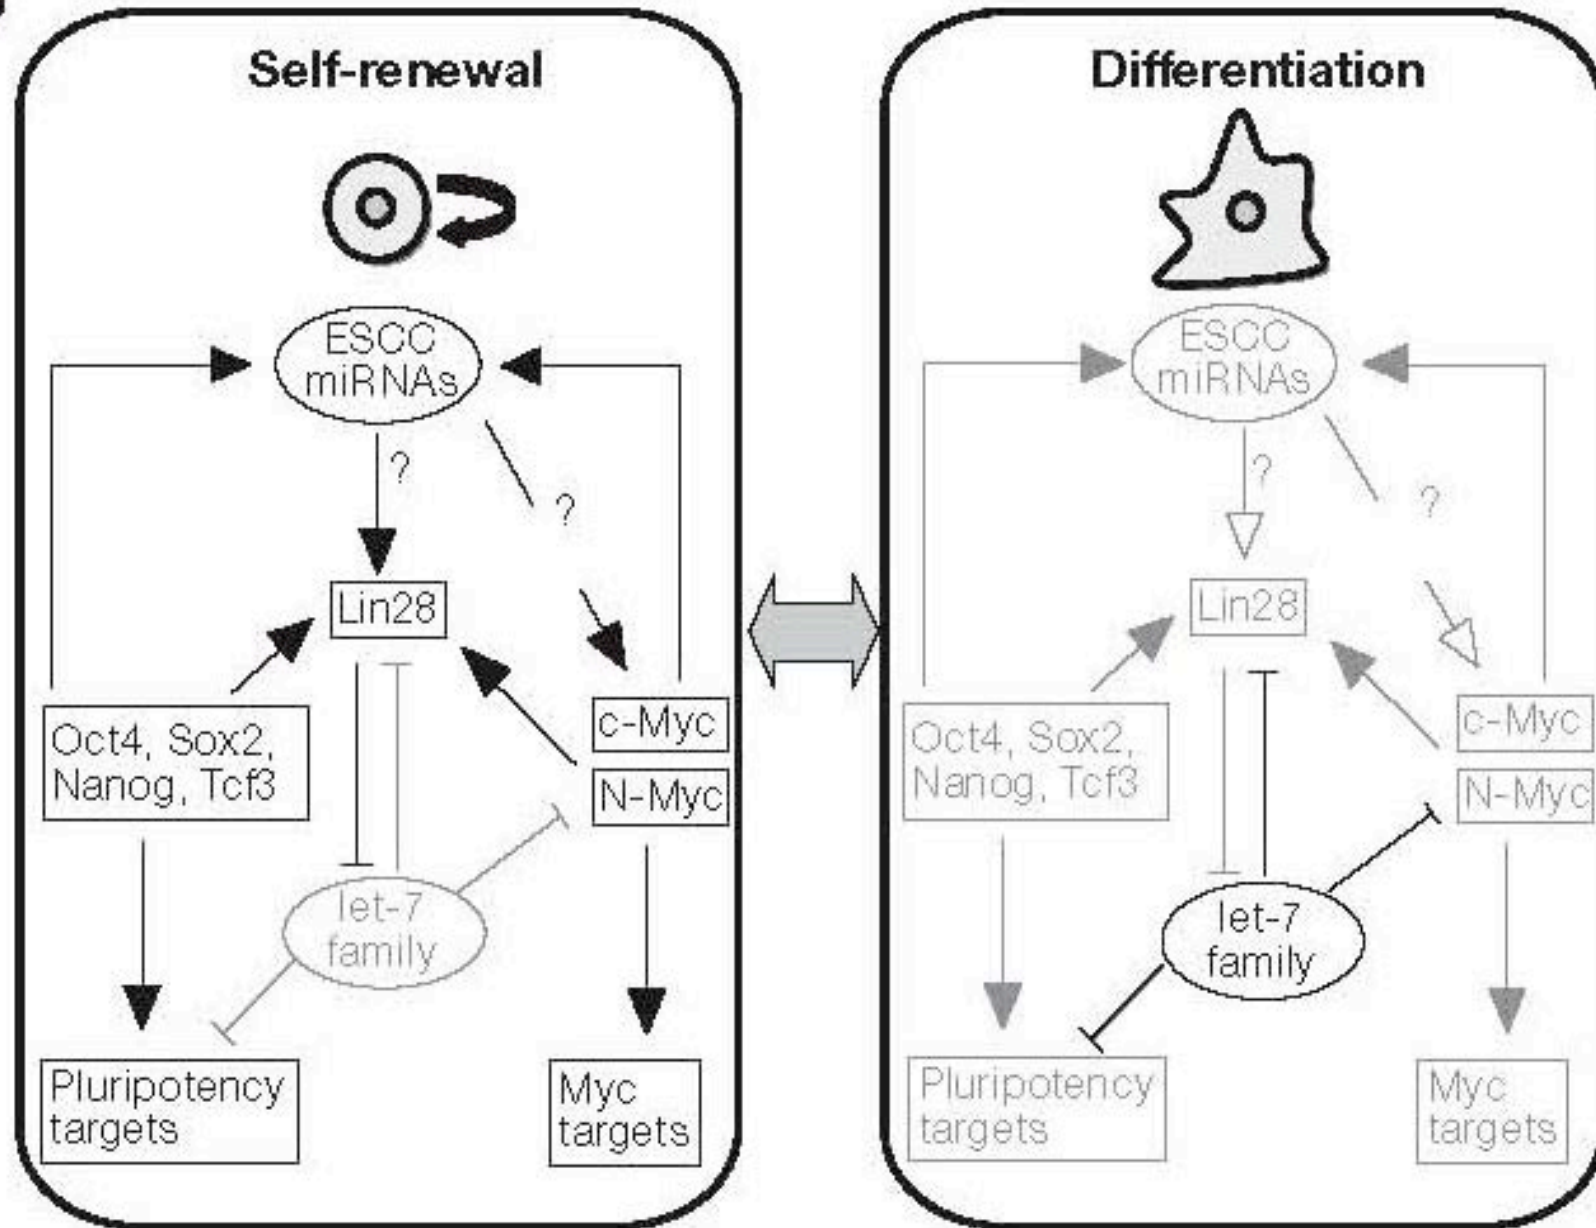 Self-renewal
ESCC
miRNAs
?
?
Lin28
c-Myc
Oct4, Sox2,
Nanog, Tcf3
N-Myc
let-7
family
Pluripotency
targets
Myc
targets
Differentiation
ESCC
miRNAs
?
?
Lin28
c-Myc
Oct4, Sox2,
Nanog, Tcf3
N-Myc
let-7
family
Pluripotency
targets
Myc
targets